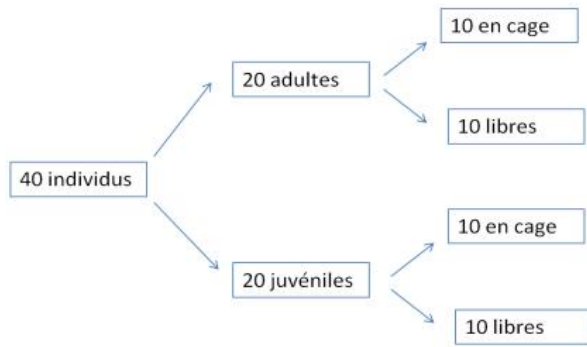 10 en cage
20 adultes
10 libres
40 individus
10 en cage
20 juvéniles
10 libres